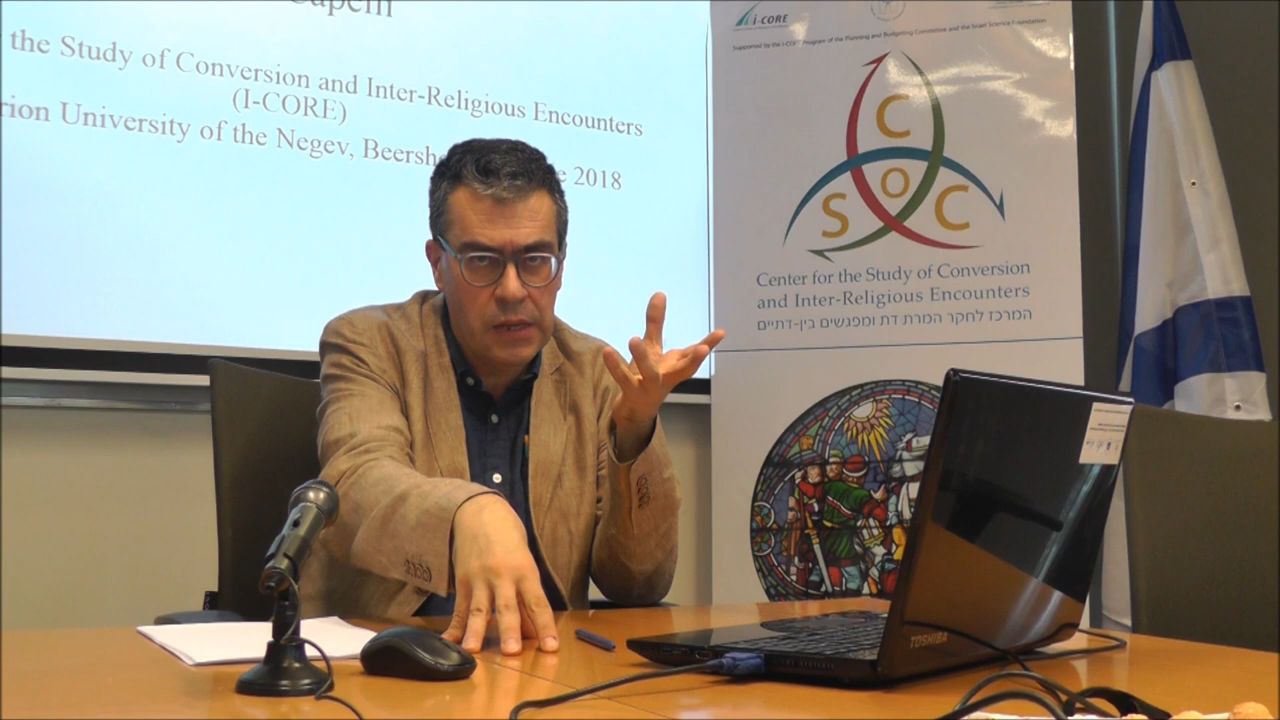 the Study of Conversion and Inter-Religious Encounters
(I-CORE)
rion University of the Negev, Beersh
2018
i-CORE
Supported by the I-CORE Program of the Planning and Budgeting Committee and the Israel Science Foundation
C
S O C
Center for the Study of Conversion
and Inter-Religious Encounters
המרכז לחקר המרת דת ומפגשים בין-דתיים
TOSHIBA